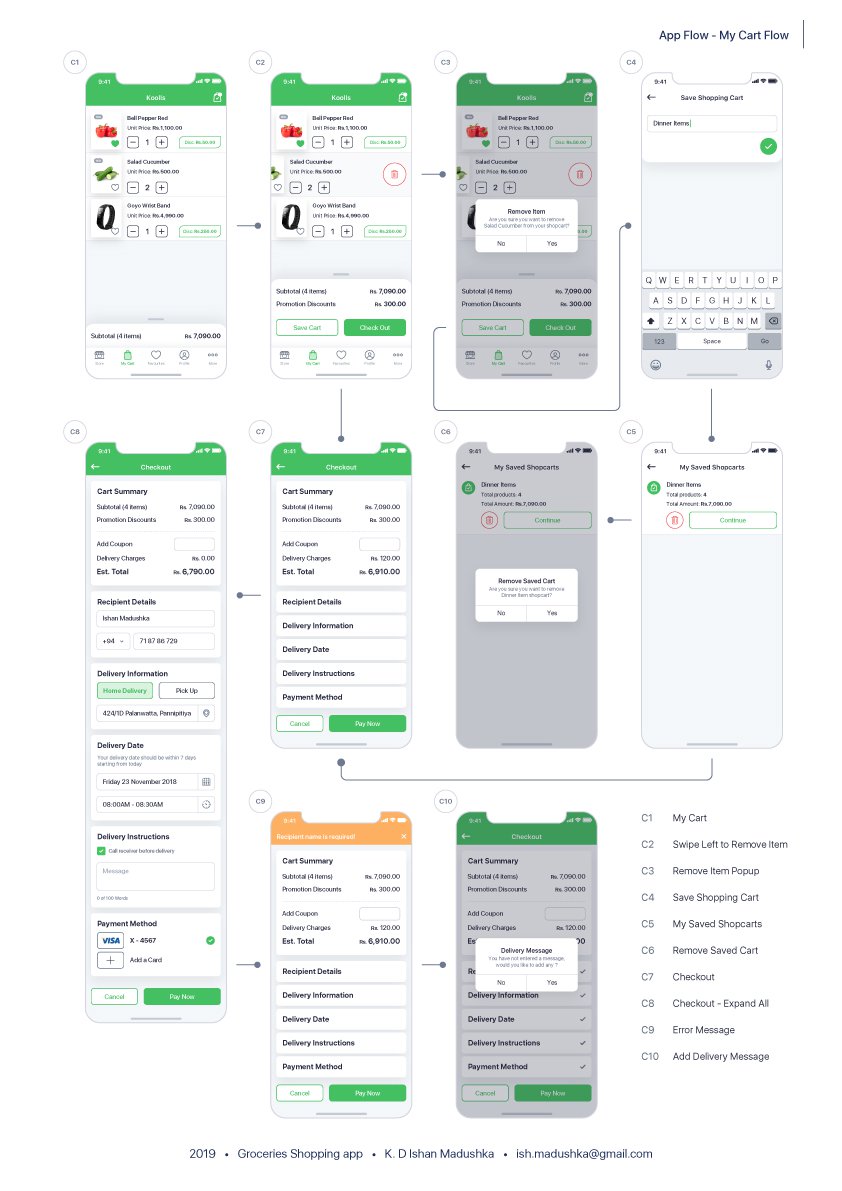 App Flow - My Cart Flow
C1
9:41
Koolis
Bell Pepper Red
Unit Price: Rs.1,100.00
1
Disc: Rs.50.00
Salad Cucumber
Unit Price: Rs.500.00
2
Goyo Wrist Band
Unit Price: Rs.4,990.00
1
Disc: Rs.250.00
Subtotal (4 items)
Rs. 7,090.00
Store
My Cart
Favourites
Profile
More
C2
9:41
Koolis
Bell Pepper Red
Unit Price: Rs.1,100.00
1
Disc: Rs.50.00
Salad Cucumber
Unit Price: Rs.500.00
2
Goyo Wrist Band
Unit Price: Rs.4,990.00
1
Disc: Rs.250.00
Subtotal (4 items)
Rs. 7,090.00
Promotion Discounts
Rs. 300.00
Save Cart
Check Out
Store
My Cart
Favourites
Profile
More
C3
9:41
Koolis
Bell Pepper Red
Unit Price: Rs.1,100.00
1
Disc: Rs.50.00
Salad Cucumber
Unit Price: Rs.500.00
2
Remove Item
Are you sure you want to remove
Salad Cucumber from your shopcart?
No
Yes
1
Subtotal (4 items)
Rs. 7,090.00
Promotion Discounts
Rs. 300.00
Save Cart
Check Out
Store
My Cart
Favourites
Profile
More
C4
9:41
Save Shopping Cart
Dinner Items
Q W E R T Y U I O P
A S D F G H J K L
Z X C V B N M
123
Space
Go
C8
9:41
Checkout
Cart Summary
Subtotal (4 items)
Rs. 7,090.00
Promotion Discounts
Rs. 300.00
Add Coupon
Delivery Charges
Rs. 0.00
Est. Total
Rs. 6,790.00
Recipient Details
Ishan Madushka
+94
71 87 86 729
Delivery Information
Home Delivery
Pick Up
424/1D Palanwatta, Pannipitiya
Delivery Date
Your delivery date should be within 7 days
starting from today
Friday 23 November 2018
08:00AM - 08:30AM
Delivery Instructions
Call receiver before delivery
Message
0 of 100 Words
Payment Method
VISA
X - 4567
Add a Card
Cancel
Pay Now
C7
9:41
Checkout
Cart Summary
Subtotal (4 items)
Rs. 7,090.00
Promotion Discounts
Rs. 300.00
Add Coupon
Delivery Charges
Rs. 120.00
Est. Total
Rs. 6,910.00
Recipient Details
Delivery Information
Delivery Date
Delivery Instructions
Payment Method
Cancel
Pay Now
C6
9:41
My Saved Shopcarts
Dinner Items
Total products: 4
Total Amount: Rs.7,090.00
Continue
Remove Saved Cart
Are you sure you want to remove
Dinner Item shopcart?
No
Yes
C5
9:41
My Saved Shopcarts
Dinner Items
Total products: 4
Total Amount: Rs.7,090.00
Continue
C9
9:41
Recipient name is required!
Cart Summary
Subtotal (4 items)
Rs. 7,090.00
Promotion Discounts
Rs. 300.00
Add Coupon
Delivery Charges
Rs. 120.00
Est. Total
Rs. 6,910.00
Recipient Details
Delivery Information
Delivery Date
Delivery Instructions
Payment Method
Cancel
Pay Now
C10
9:41
Checkout
Cart Summary
Subtotal (4 items)
Rs. 7,090.00
Promotion Discounts
Rs. 300.00
Add Coupon
Delivery Charges
Rs. 120.00
Delivery Message
You have not entered a message,
would you like to add any ?
No
Yes
Delivery Information
Delivery Date
Delivery Instructions
Payment Method
Cancel
Pay Now
C1 My Cart
C2 Swipe Left to Remove Item
C3 Remove Item Popup
C4 Save Shopping Cart
C5 My Saved Shopcarts
C6 Remove Saved Cart
C7 Checkout
C8 Checkout - Expand All
C9 Error Message
C10 Add Delivery Message
2019 • Groceries Shopping app • K. D Ishan Madushka • ish.madushka@gmail.com